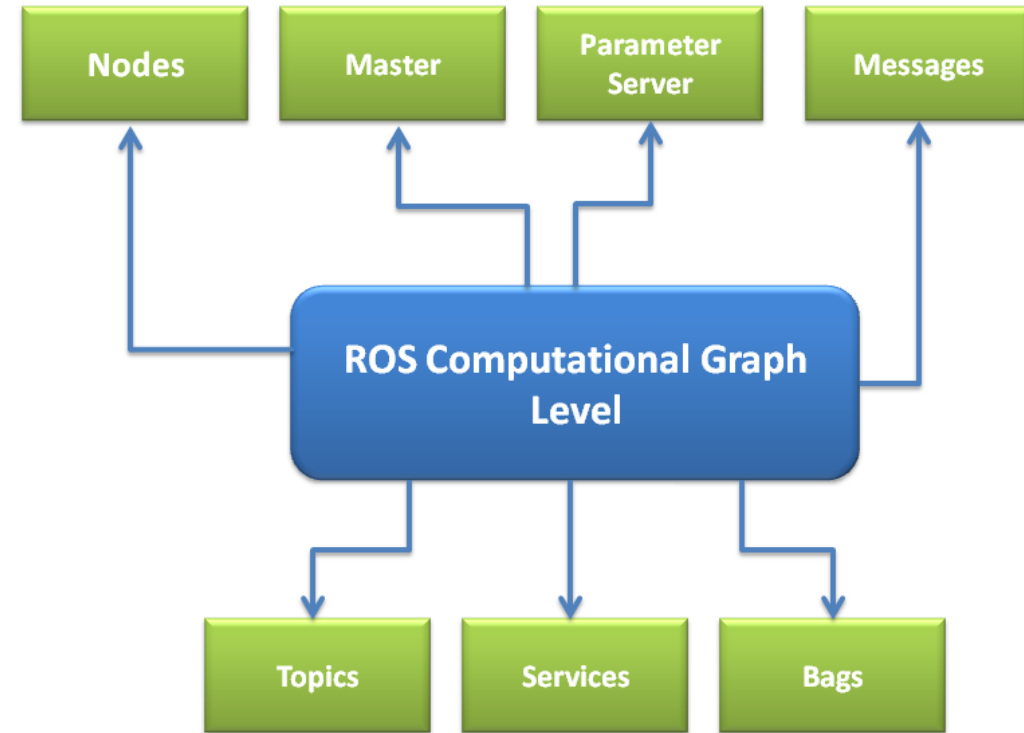 Nodes
Master
Parameter
Server
Messages
ROS Computational Graph
Level
Topics
Services
Bags